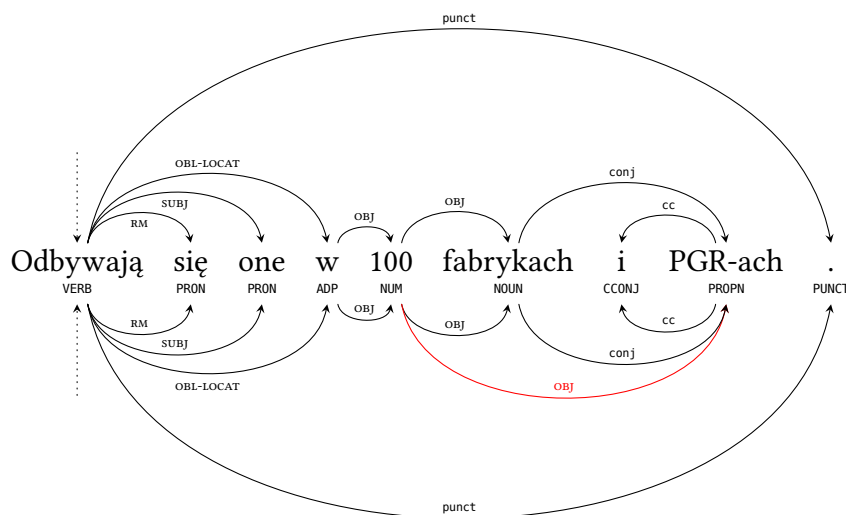 punct
OBL-LOCAT
conj
SUBJ
OBJ
OBJ
cc
RM
Odbywają się one w 100 fabrykach i PGR-ach .
VERB PRON PRON ADP NUM NOUN CCONJ PROPN PUNCT
RM
OBJ
OBJ
cc
SUBJ
conj
OBL-LOCAT
OBJ
punct